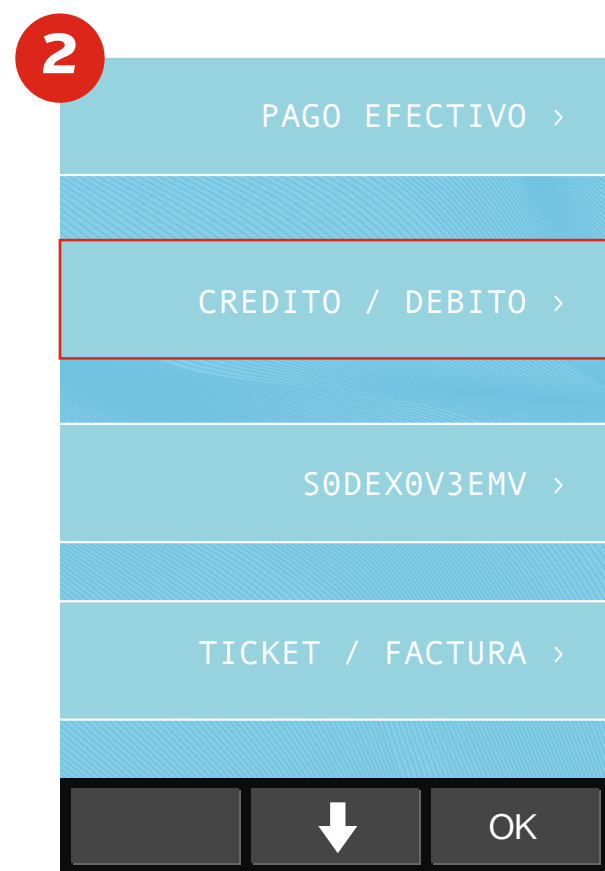 2
PAGO EFECTIVO >
CREDITO / DEBITO >
S0DEX0V3EMV >
TICKET / FACTURA >
OK